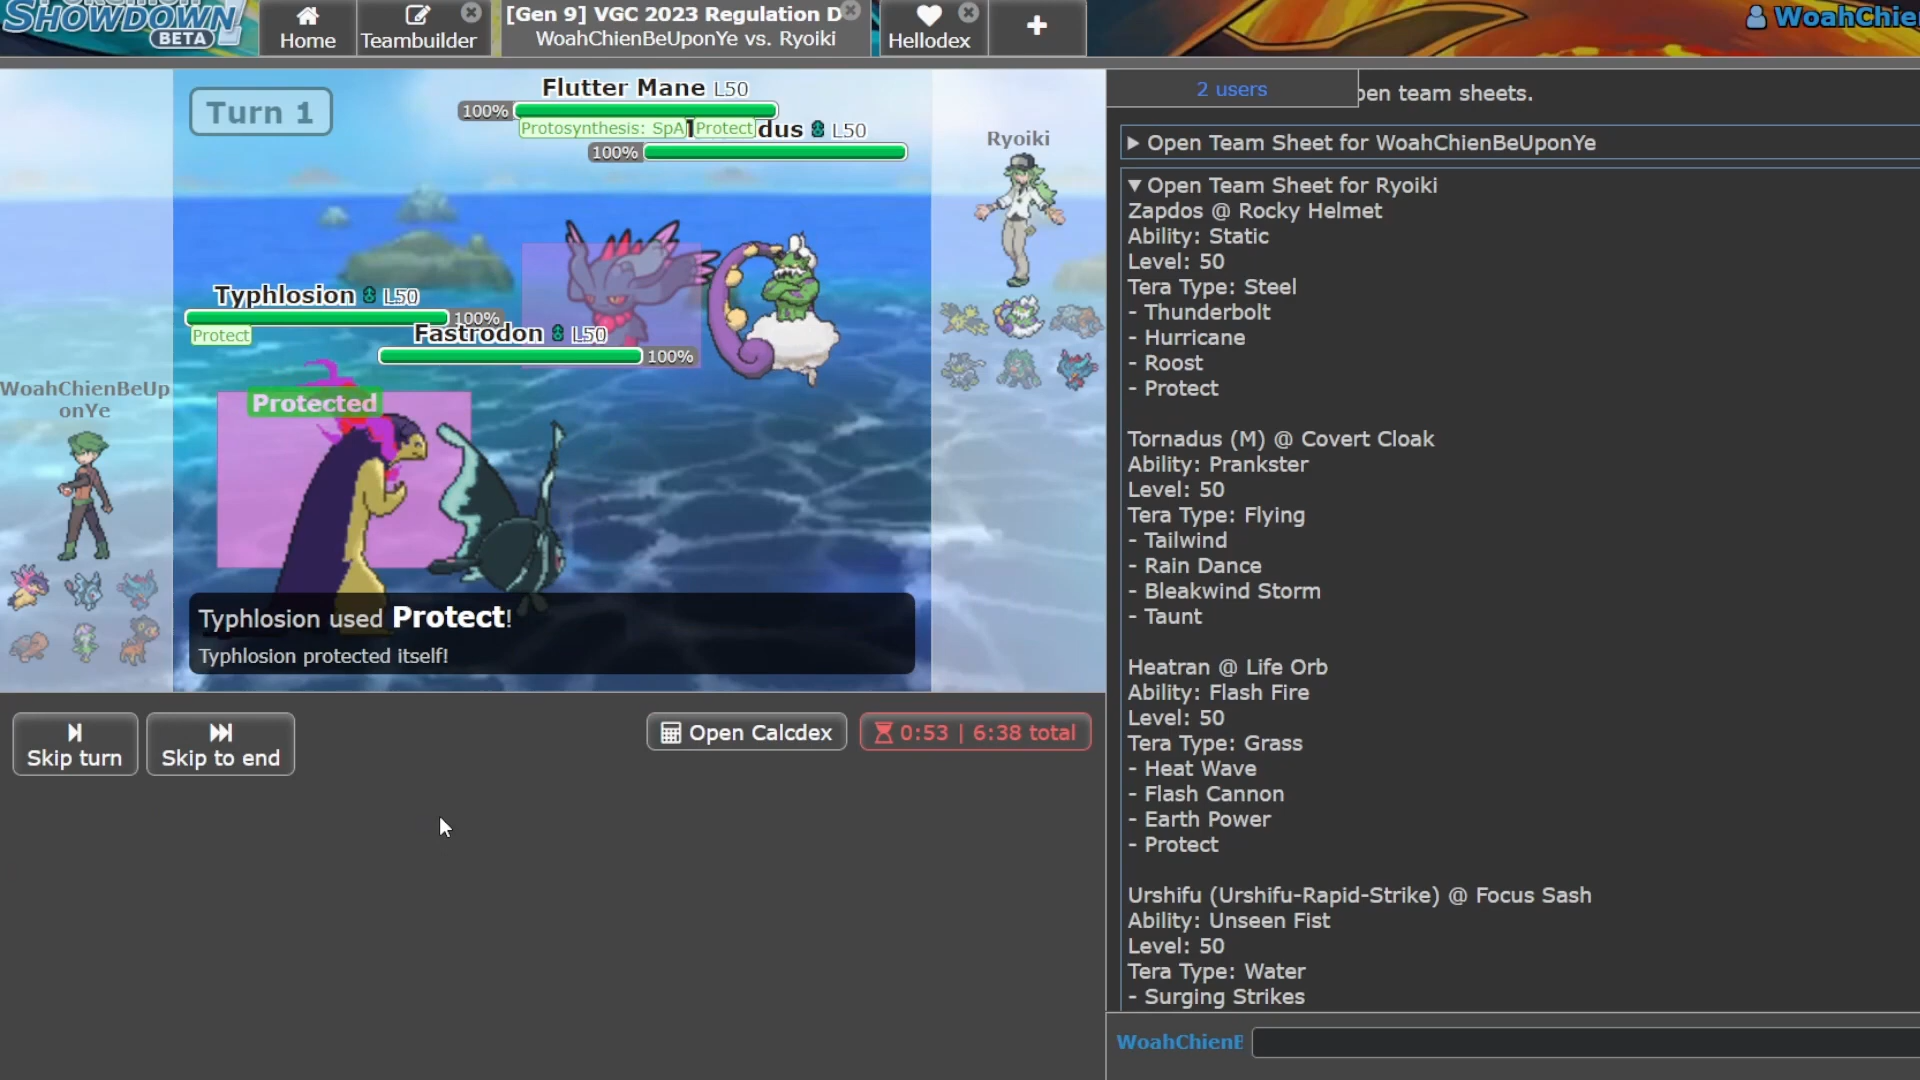 SHOWDOWN
BETA
Home
Teambuilder
[Gen 9] VGC 2023 Regulation D
WoahChienBeUponYe vs. Ryoiki
Hellodex
+
WoahChie
Turn 1
Flutter Mane L50
100%
Protosynthesis: SpA Protect dus L50
100%
Ryoiki
Typhlosion L50
100%
Protect
Fastrodon L50
100%
WoahChienBeUp
onYe
Protected
Typhlosion used Protect!
Typhlosion protected itself!
Skip turn
Skip to end
Open Calcdex
0:53 | 6:38 total
2 users
pen team sheets.
Open Team Sheet for WoahChienBeUponYe
Open Team Sheet for Ryoiki
Zapdos @ Rocky Helmet
Ability: Static
Level: 50
Tera Type: Steel
- Thunderbolt
- Hurricane
- Roost
- Protect
Tornadus (M) @ Covert Cloak
Ability: Prankster
Level: 50
Tera Type: Flying
- Tailwind
- Rain Dance
- Bleakwind Storm
- Taunt
Heatran @ Life Orb
Ability: Flash Fire
Level: 50
Tera Type: Grass
- Heat Wave
- Flash Cannon
- Earth Power
- Protect
Urshifu (Urshifu-Rapid-Strike) @ Focus Sash
Ability: Unseen Fist
Level: 50
Tera Type: Water
- Surging Strikes
WoahChienB